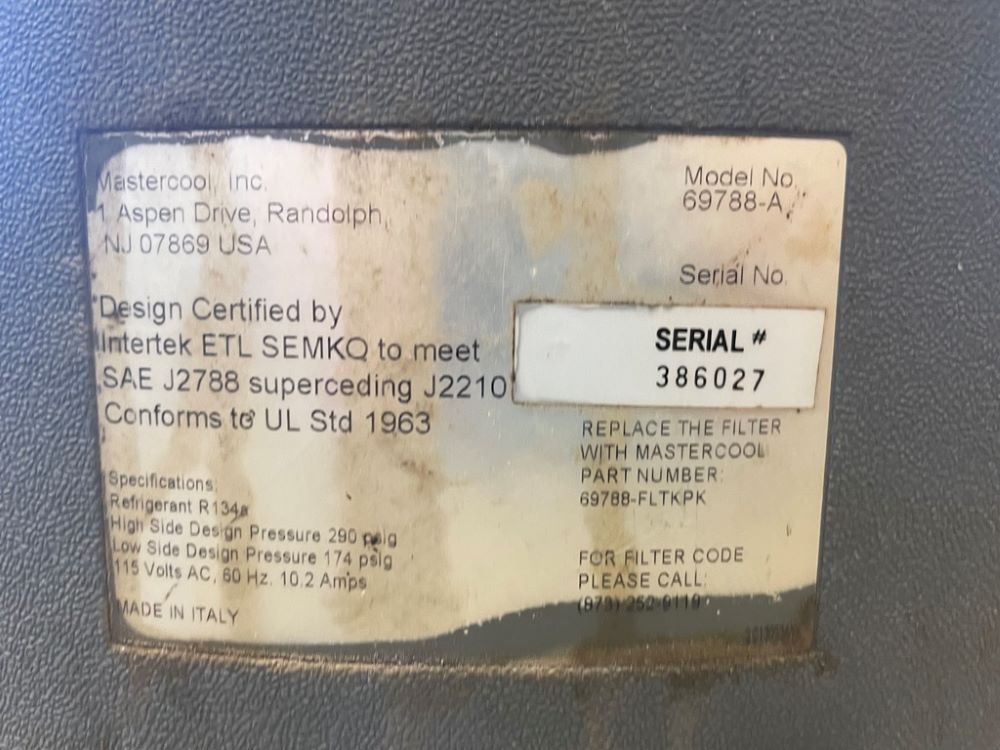 Mastercool, Inc.
1 Aspen Drive, Randolph,
NJ 07869 USA
Model No.
69788-A
Serial No.
SERIAL #
386027
Design Certified by
Intertek ETL SEMKO to meet
SAE J2788 superceding J2210
Conforms to UL Std 1963
Specifications:
Refrigerant R134a
High Side Design Pressure 290 psig
Low Side Design Pressure 174 psig
115 Volts AC, 60 Hz. 10.2 Amps
MADE IN ITALY
REPLACE THE FILTER
WITH MASTERCOOL
PART NUMBER:
69788-FLTKPK
FOR FILTER CODE
PLEASE CALL:
(973) 252-9119